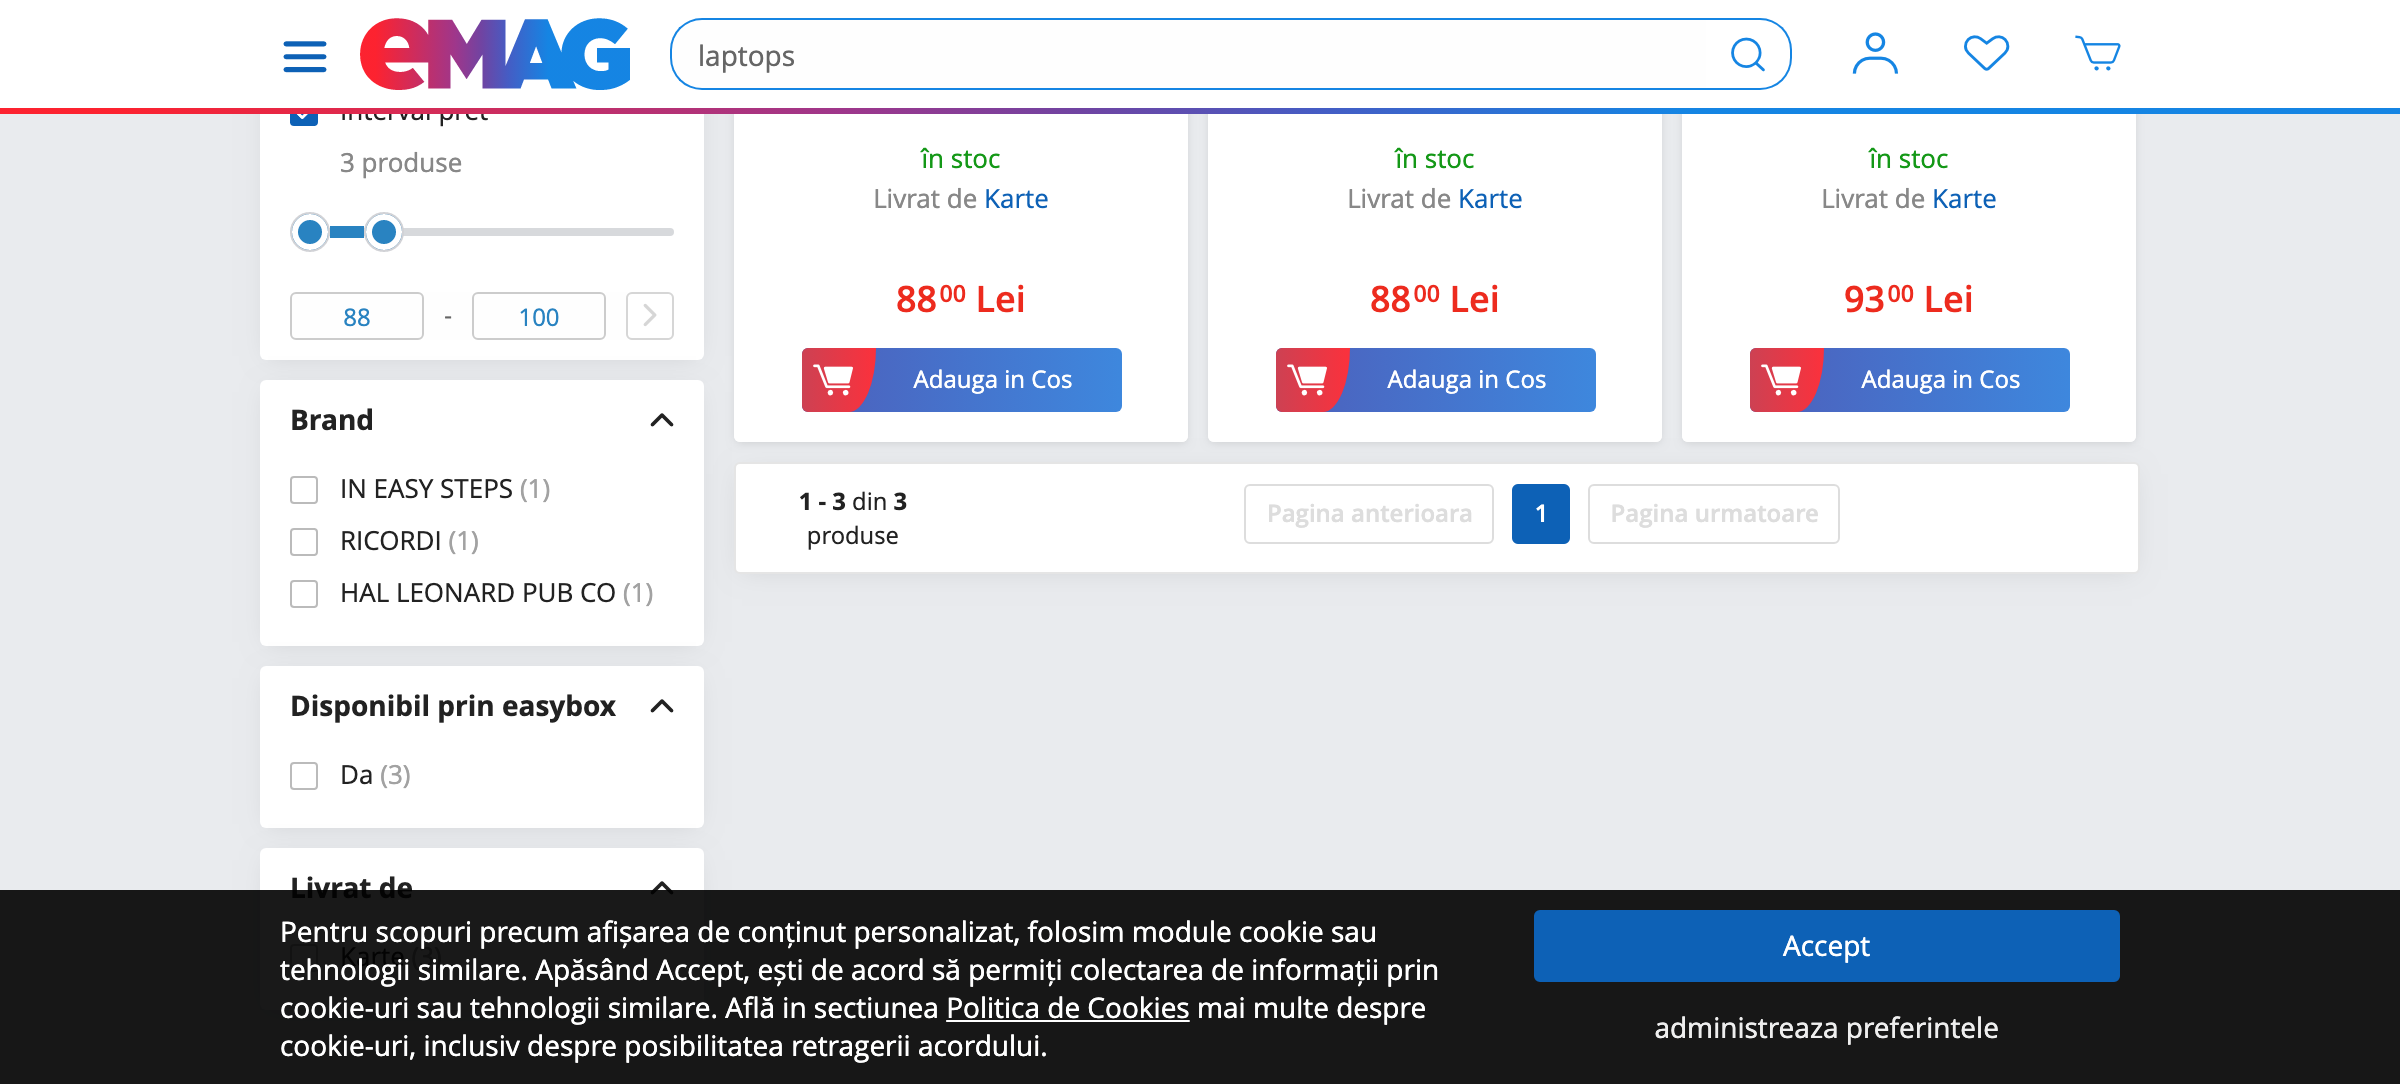 eMAG
laptops
Interval pret
3 produse
88 - 100
Brand
IN EASY STEPS (1)
RICORDI (1)
HAL LEONARD PUB CO (1)
Disponibil prin easybox
Da (3)
Livrat de
Karte (3)
în stoc
Livrat de Karte
88 00 Lei
Adauga in Cos
în stoc
Livrat de Karte
88 00 Lei
Adauga in Cos
în stoc
Livrat de Karte
93 00 Lei
Adauga in Cos
1 - 3 din 3
produse
Pagina anterioara
1
Pagina urmatoare
Pentru scopuri precum afișarea de conținut personalizat, folosim module cookie sau
tehnologii similare. Apăsând Accept, ești de acord să permiți colectarea de informații prin
cookie-uri sau tehnologii similare. Află in sectiunea Politica de Cookies mai multe despre
cookie-uri, inclusiv despre posibilitatea retragerii acordului.
Accept
administreaza preferintele